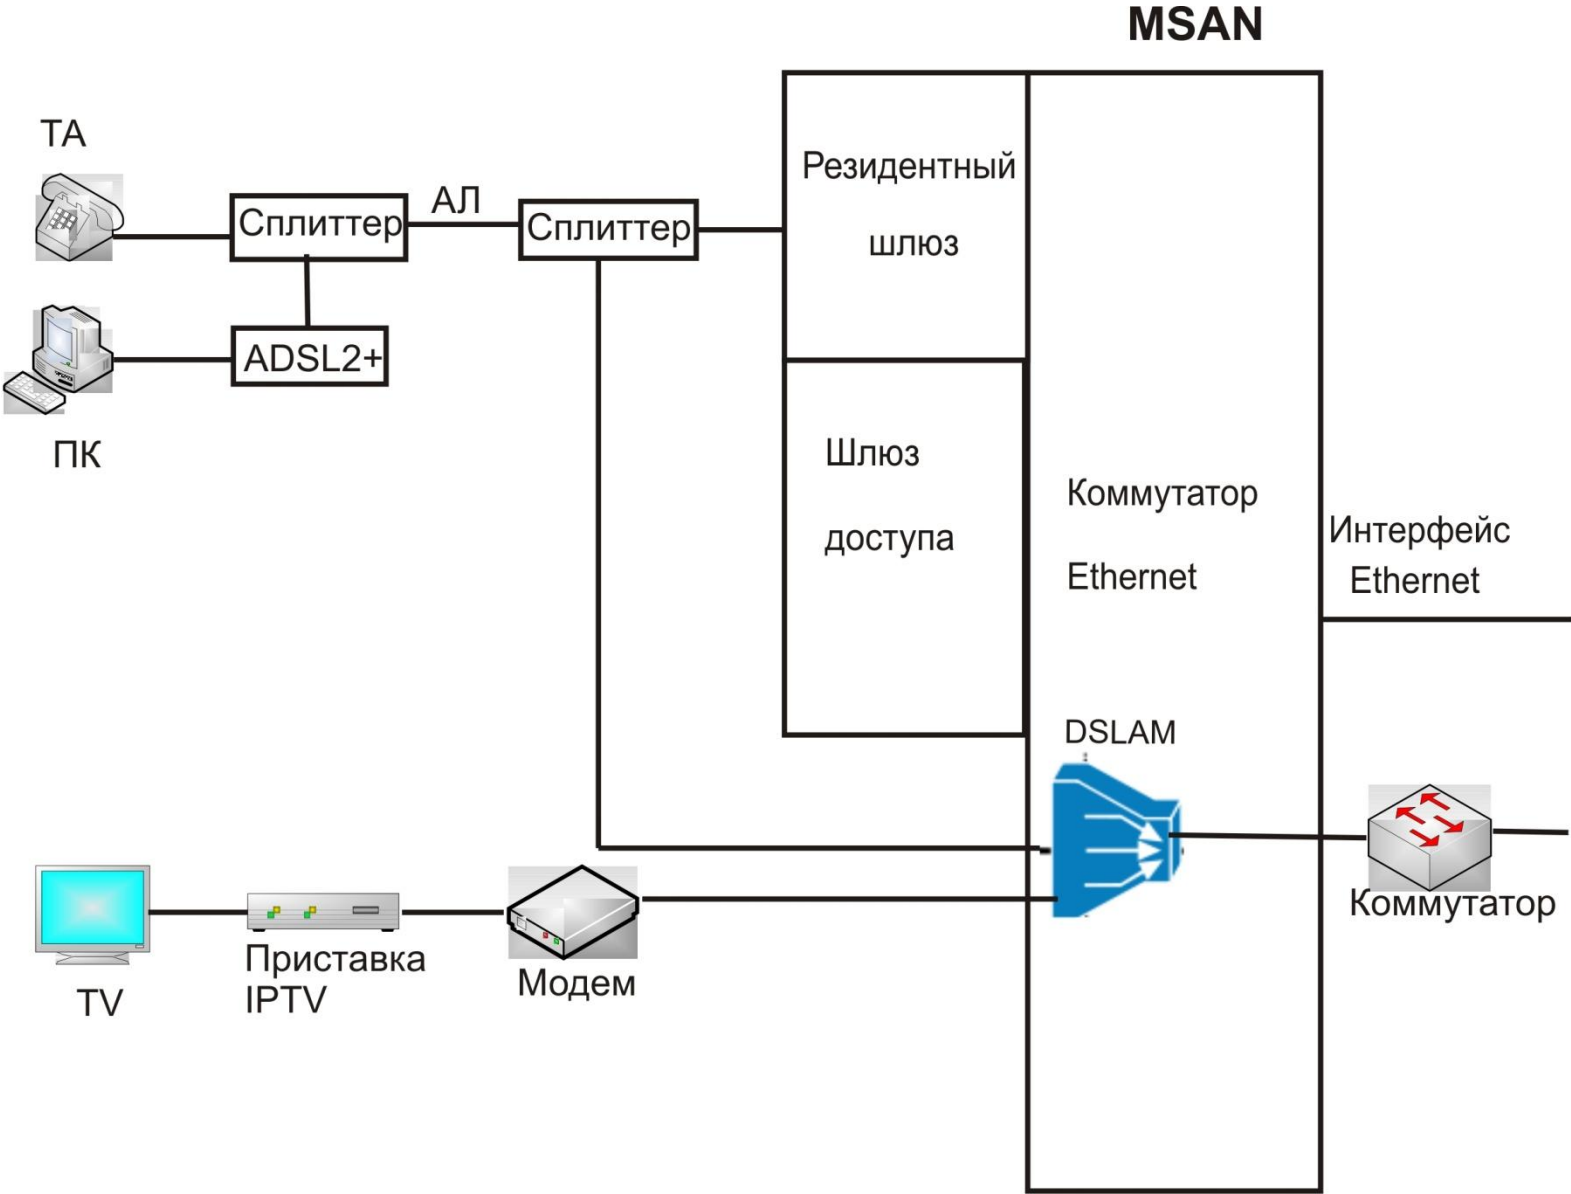 MSAN
ТА
Сплиттер
АЛ
Сплиттер
Резидентный
шлюз
ADSL2+
ПК
Шлюз
доступа
Коммутатор
Ethernet
Интерфейс
Ethernet
DSLAM
TV
Приставка
IPTV
Модем
Коммутатор